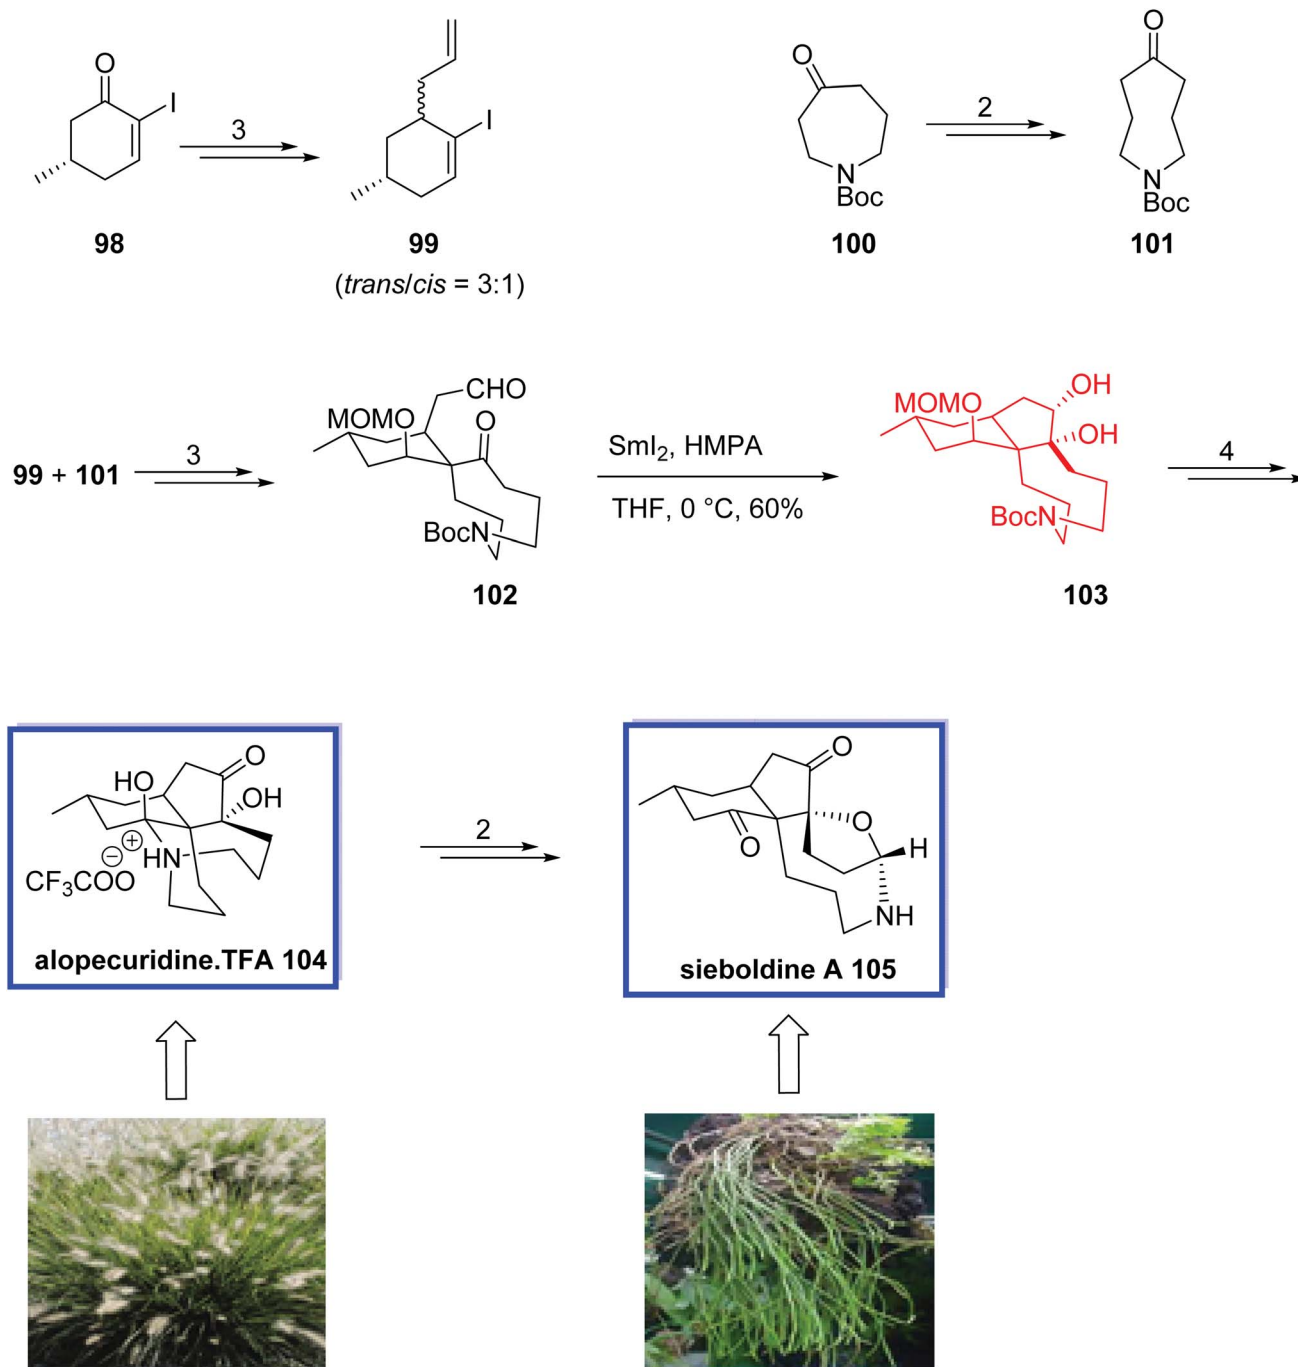 O
I
3
I
98
99
(trans/cis = 3:1)
O
N
Boc
100
2
O
N
Boc
101
99 + 101
3
CHO
MOMO
O
BocN
102
SmI₂, HMPA
THF, 0 °C, 60%
OH
MOMO
OH
BocN
103
4
O
HO
OH
⊖ ⊕
HN
CF₃COO
alopecuridine.TFA 104
2
O
O
H
O
NH
sieboldine A 105